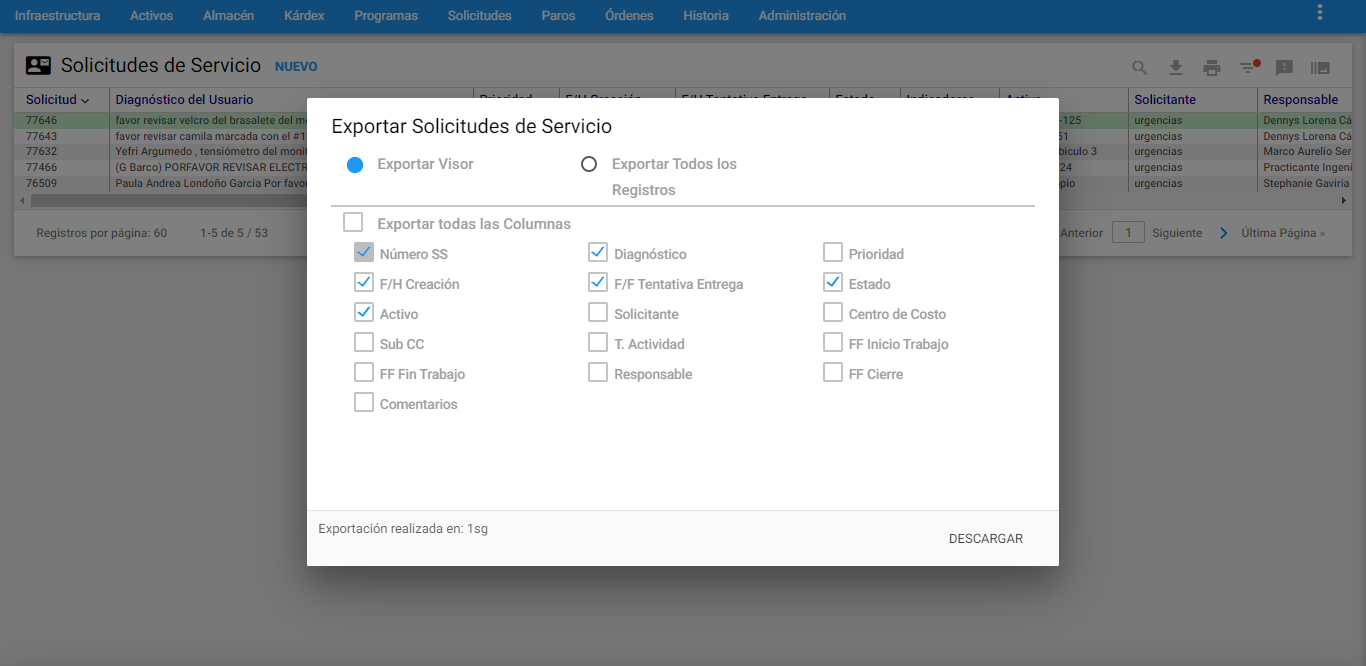 Infraestructura Activos Almacén Kárdex Programas Solicitudes Paros Órdenes Historia Administración
Solicitudes de Servicio NUEVO
Solicitud Diagnóstico del Usuario Prioridad F/H Creación F/H Tentativa Entrega Estado Indicadores Activo Solicitante Responsable
77646 favor revisar velcro del brasalete del -125 urgencias Dennys Lorena Cá
77643 favor revisar camila marcada con el #1 51 urgencias Dennys Lorena Cá
77632 Yefri Argumedo , tensiómetro del moni biculo 3 urgencias Marco Aurelio Ser
77466 (G Barco) PORFAVOR REVISAR ELECTR 24 urgencias Practicante Ingeni
76509 Paula Andrea Londoño Garcia Por favo pio urgencias Stephanie Gaviria
Registros por página: 60 1-5 de 5 / 53 Anterior 1 Siguiente Última Página »
Exportar Solicitudes de Servicio
Exportar Visor Exportar Todos los
Registros
Exportar todas las Columnas
Número SS Diagnóstico Prioridad
F/H Creación F/F Tentativa Entrega Estado
Activo Solicitante Centro de Costo
Sub CC T. Actividad FF Inicio Trabajo
FF Fin Trabajo Responsable FF Cierre
Comentarios
Exportación realizada en: 1sg
DESCARGAR